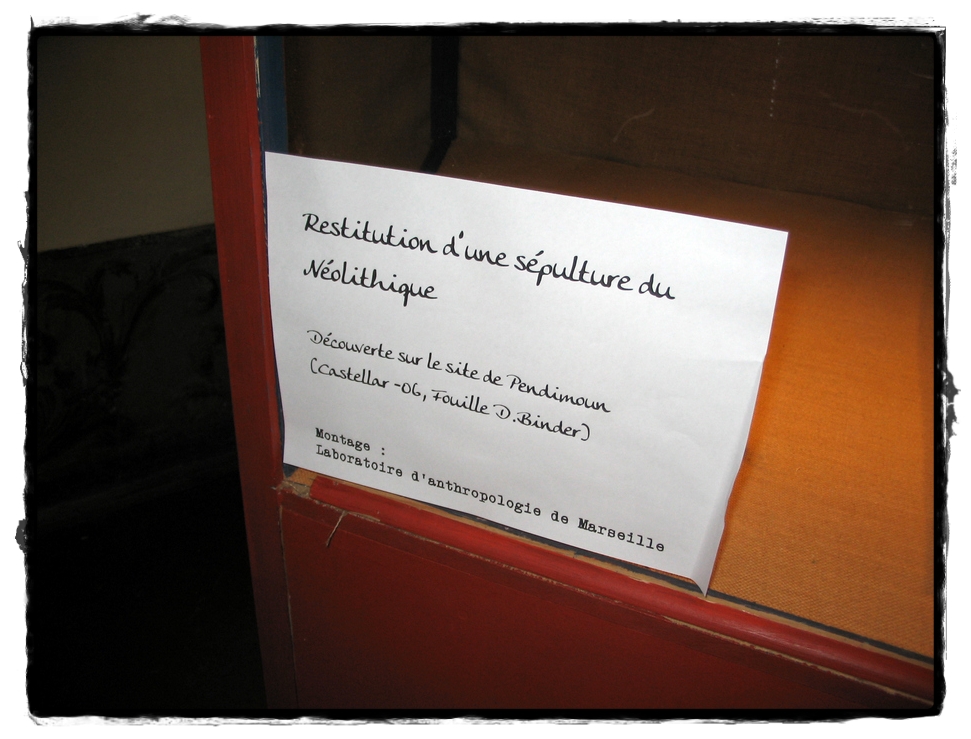 Restitution d'une sépulture du
Néolithique
Découverte sur le site de Pendimoun
(Castellar -06, Fouille D.Binder)
Montage :
Laboratoire d'anthropologie de Marseille